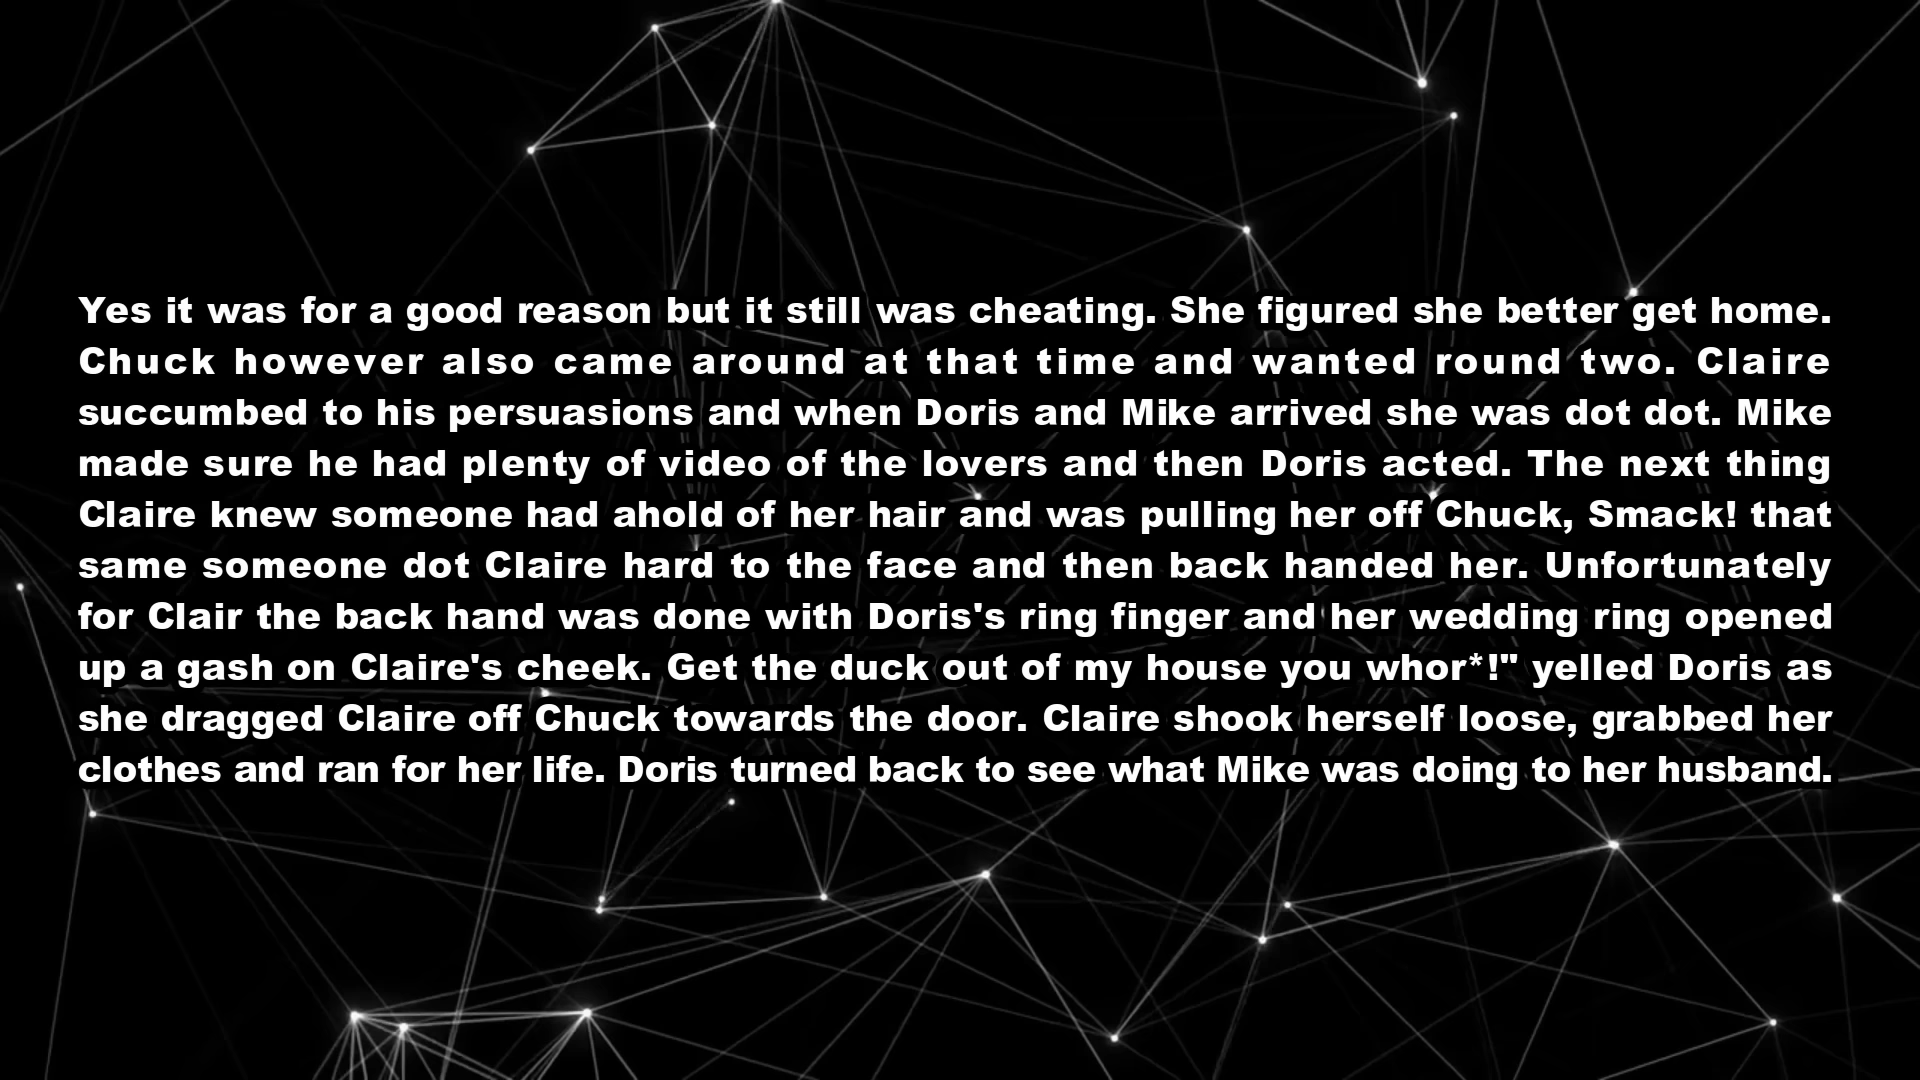 Yes it was for a good reason but it still was cheating. She figured she better get home.
Chuck however also came around at that time and wanted round two. Claire
succumbed to his persuasions and when Doris and Mike arrived she was dot dot. Mike
made sure he had plenty of video of the lovers and then Doris acted. The next thing
Claire knew someone had ahold of her hair and was pulling her off Chuck, Smack! that
same someone dot Claire hard to the face and then back handed her. Unfortunately
for Clair the back hand was done with Doris's ring finger and her wedding ring opened
up a gash on Claire's cheek. Get the duck out of my house you whor*!" yelled Doris as
she dragged Claire off Chuck towards the door. Claire shook herself loose, grabbed her
clothes and ran for her life. Doris turned back to see what Mike was doing to her husband.